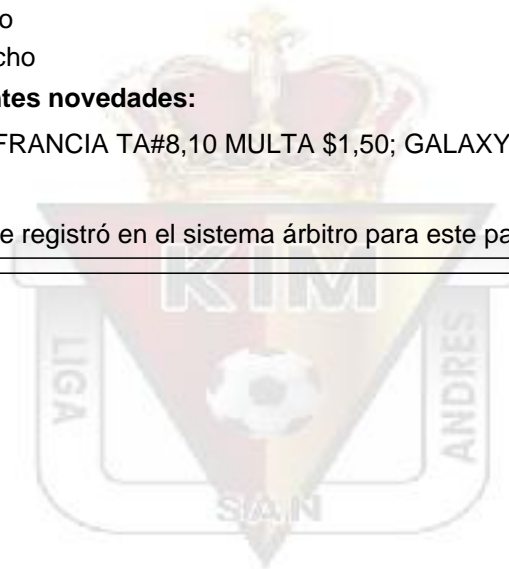 o
cho
ntes novedades:
FRANCIA TA#8,10 MULTA $1,50; GALAXY
e registró en el sistema árbitro para este pa
KIM
LIGA
ANDRES
SAN